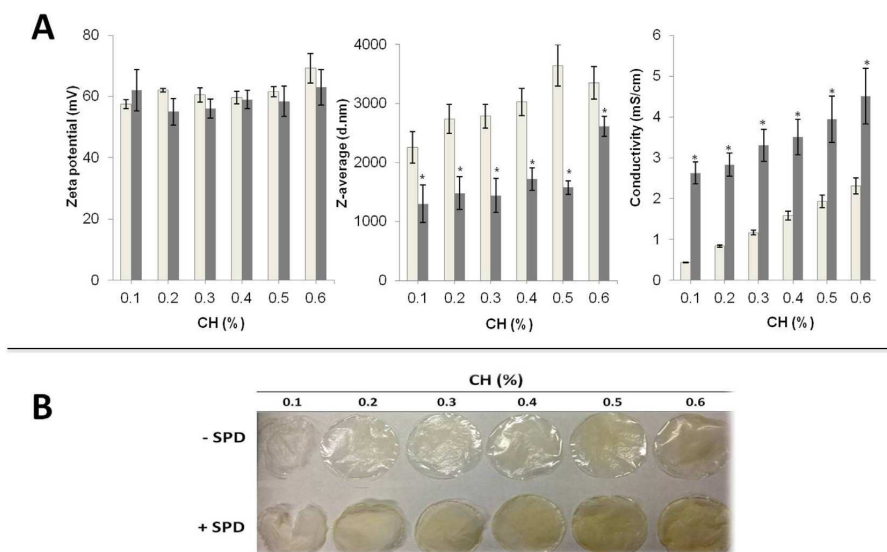 A
Zeta potential (mV)
80
60
40
20
0
0.1 0.2 0.3 0.4 0.5 0.6
CH (%)
Z-average (d.nm)
4000
3000
2000
1000
0
* * * * * *
0.1 0.2 0.3 0.4 0.5 0.6
CH (%)
Conductivity (mS/cm)
6
5
4
3
2
1
0
* * * * * *
0.1 0.2 0.3 0.4 0.5 0.6
CH (%)
B
CH (%)
0.1 0.2 0.3 0.4 0.5 0.6
- SPD
+ SPD